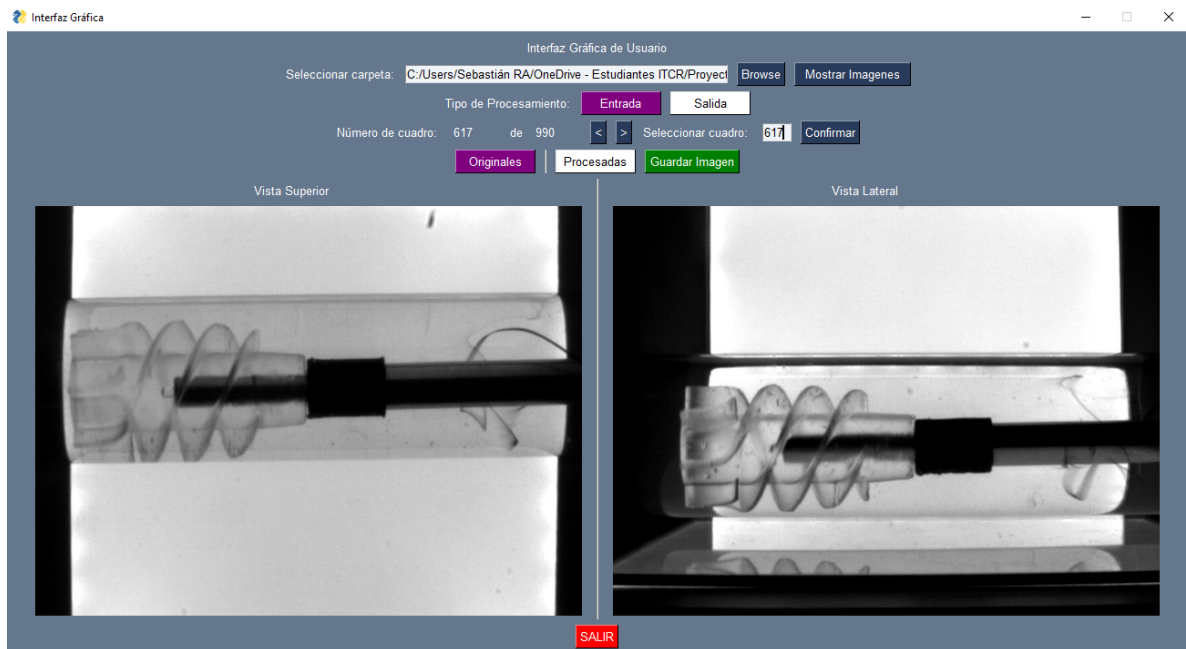 Interfaz Gráfica
Interfaz Gráfica de Usuario
Seleccionar carpeta: C:/Users/Sebastián RA/OneDrive - Estudiantes ITCR/Proyect Browse Mostrar Imagenes
Tipo de Procesamiento: Entrada Salida
Número de cuadro: 617 de 990 < > Seleccionar cuadro: 617 Confirmar
Originales Procesadas Guardar Imagen
Vista Superior Vista Lateral
SALIR